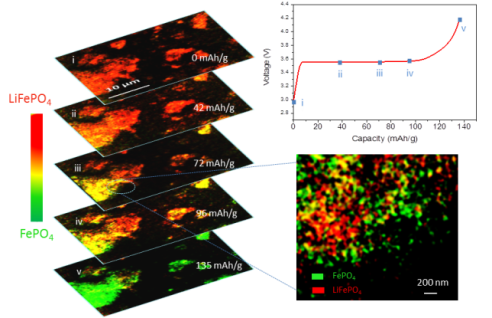 i
0 mAh/g
10 µm
ii
42 mAh/g
iii
72 mAh/g
iv
96 mAh/g
v
135 mAh/g
LiFePO4
FePO4
4.4
4.2
4.0
3.8
3.6
3.4
3.2
3.0
2.8
Voltage (V)
i
ii
iii
iv
v
0 20 40 60 80 100 120 140
Capacity (mAh/g)
FePO4
LiFePO4
200 nm